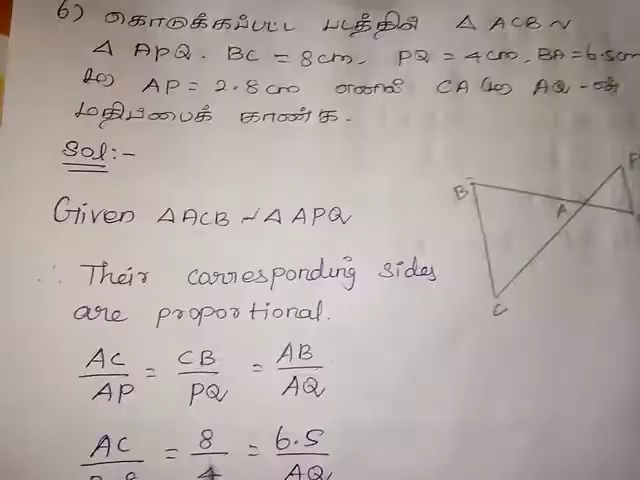 6) கொடுக்கப்பட்ட படத்தில் △ ACB ~
△ APQ. BC = 8cm, PQ = 4cm, BA = 6.5cm
AP = 2.8cm எனில் CA AQ-ன்
மதிப்பைக் காண்க.
Sol:-
Given △ACB ~ △APQ
∴ Their corresponding sides
are proportional.
AC/AP = CB/PQ = AB/AQ
AC/2.8 = 8/4 = 6.5/AQ
B
A
P
C